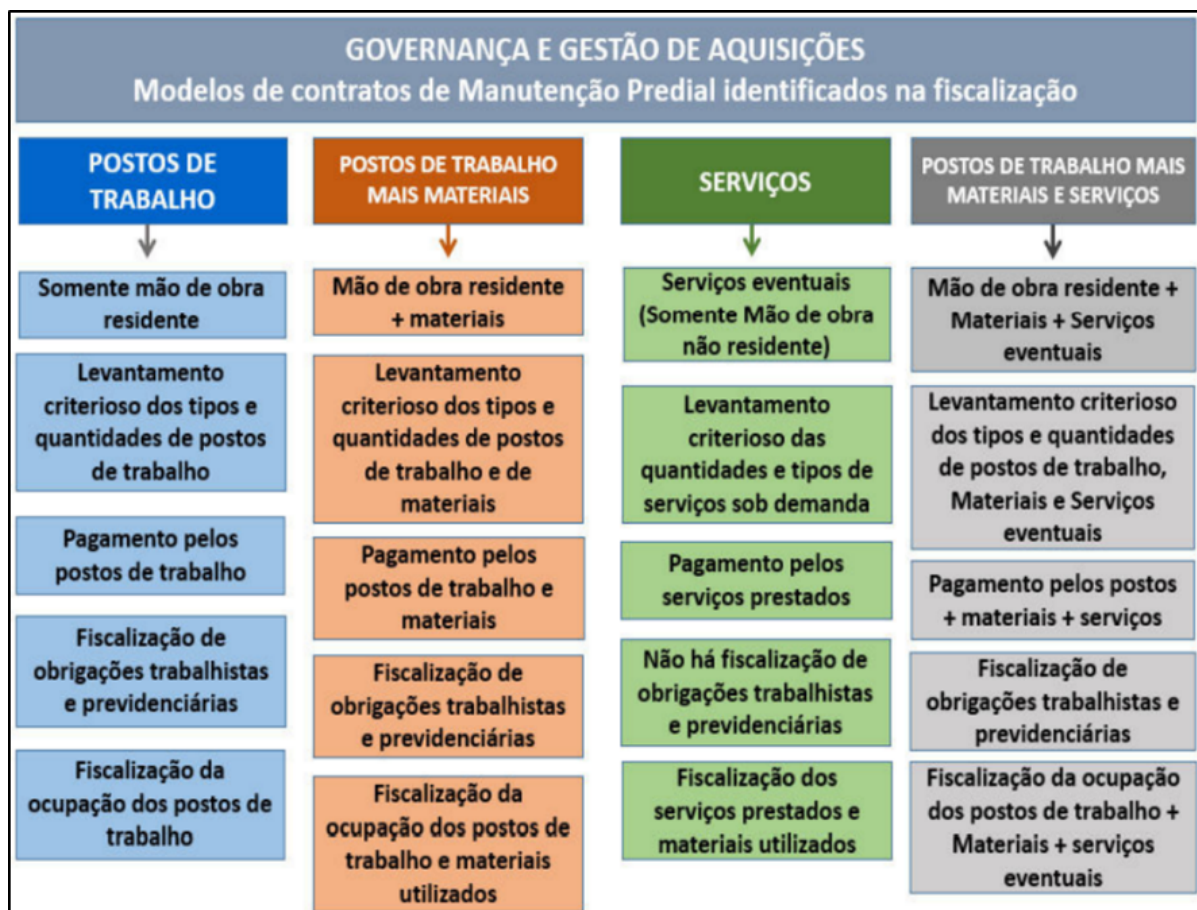 GOVERNANÇA E GESTÃO DE AQUISIÇÕES
Modelos de contratos de Manutenção Predial identificados na fiscalização
POSTOS DE
TRABALHO
Somente mão de obra
residente
Levantamento
criterioso dos tipos e
quantidades de postos
de trabalho
Pagamento pelos
postos de trabalho
Fiscalização de
obrigações trabalhistas
e previdenciárias
Fiscalização da
ocupação dos postos de
trabalho
POSTOS DE TRABALHO
MAIS MATERIAIS
Mão de obra residente
+ materiais
Levantamento
criterioso dos tipos e
quantidades de postos
de trabalho e de
materiais
Pagamento pelos
postos de trabalho e
materiais
Fiscalização de
obrigações trabalhistas
e previdenciárias
Fiscalização da
ocupação dos postos de
trabalho e materiais
utilizados
SERVIÇOS
Serviços eventuais
(Somente Mão de obra
não residente)
Levantamento
criterioso das
quantidades e tipos de
serviços sob demanda
Pagamento pelos
serviços prestados
Não há fiscalização de
obrigações trabalhistas
e previdenciárias
Fiscalização dos
serviços prestados e
materiais utilizados
POSTOS DE TRABALHO MAIS
MATERIAIS E SERVIÇOS
Mão de obra residente +
Materiais + Serviços
eventuais
Levantamento criterioso
dos tipos e quantidades
de postos de trabalho,
Materiais e Serviços
eventuais
Pagamento pelos postos
+ materiais + serviços
Fiscalização de
obrigações trabalhistas e
previdenciárias
Fiscalização da ocupação
dos postos de trabalho +
Materiais + serviços
eventuais